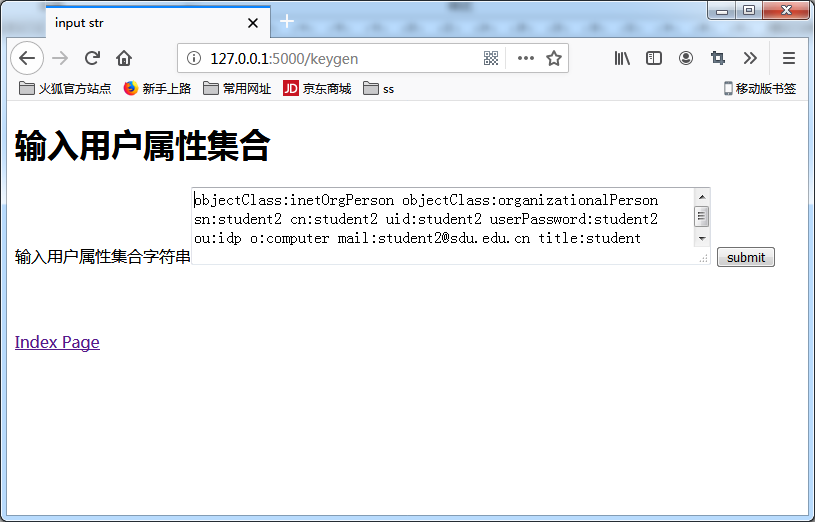 input str
127.0.0.1:5000/keygen
火狐官方站点 新手上路 常用网址 JD 京东商城 ss 移动版书签
输入用户属性集合
objectClass:inetOrgPerson objectClass:organizationalPerson
sn:student2 cn:student2 uid:student2 userPassword:student2
ou:idp o:computer mail:student2@sdu.edu.cn title:student
输入用户属性集合字符串 submit
Index Page